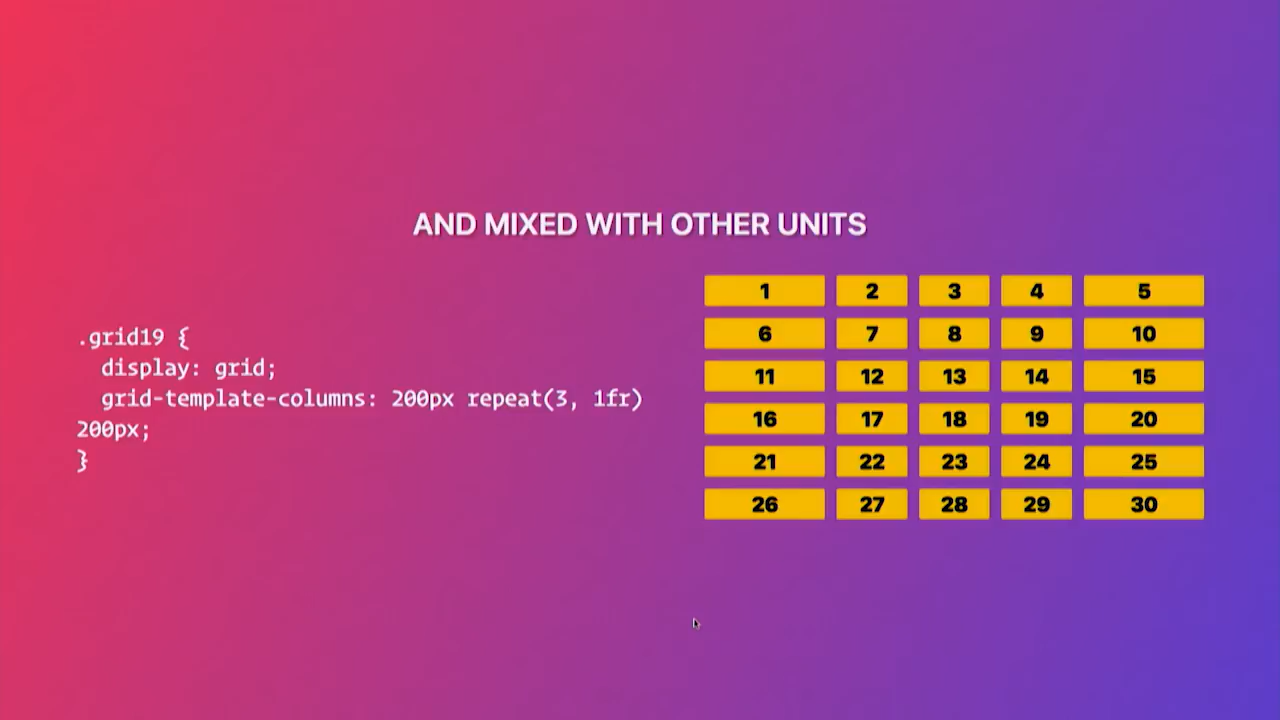 AND MIXED WITH OTHER UNITS
.grid19 {
display: grid;
grid-template-columns: 200px repeat(3, 1fr)
200px;
}
1 2 3 4 5
6 7 8 9 10
11 12 13 14 15
16 17 18 19 20
21 22 23 24 25
26 27 28 29 30